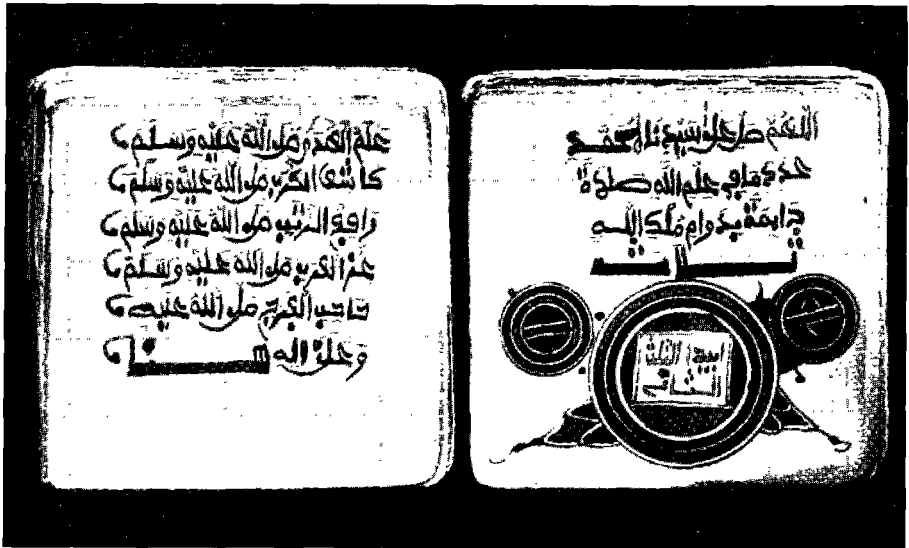 اللهم صل على سيدنا محمد
عدد ما في علم الله صلاة
دايمة بدوام ملك الله
الثلث
علم الهدى صلى الله عليه وسلم
كاشف الكرب صلى الله عليه وسلم
رافع الرتب صلى الله عليه وسلم
عز العرب صلى الله عليه وسلم
صاحب الفرج صلى الله عليه
وعلى اله